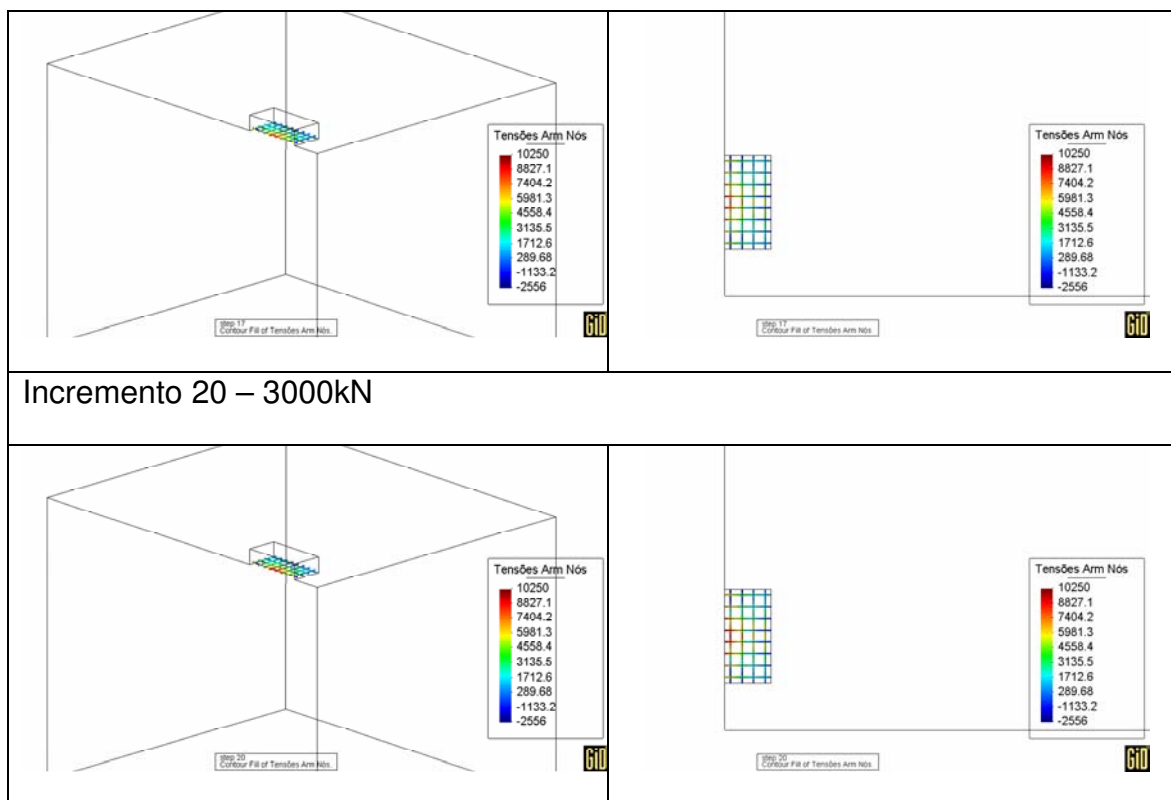 Tensões Arm Nós
10250
8827.1
7404.2
5981.3
4558.4
3135.5
1712.6
289.68
-1133.2
-2556
step 17
Contour Fill of Tensões Arm Nós.
GiD
Tensões Arm Nós
10250
8827.1
7404.2
5981.3
4558.4
3135.5
1712.6
289.68
-1133.2
-2556
step 17
Contour Fill of Tensões Arm Nós.
GiD
Incremento 20 – 3000kN
Tensões Arm Nós
10250
8827.1
7404.2
5981.3
4558.4
3135.5
1712.6
289.68
-1133.2
-2556
step 20
Contour Fill of Tensões Arm Nós.
GiD
Tensões Arm Nós
10250
8827.1
7404.2
5981.3
4558.4
3135.5
1712.6
289.68
-1133.2
-2556
step 20
Contour Fill of Tensões Arm Nós.
GiD